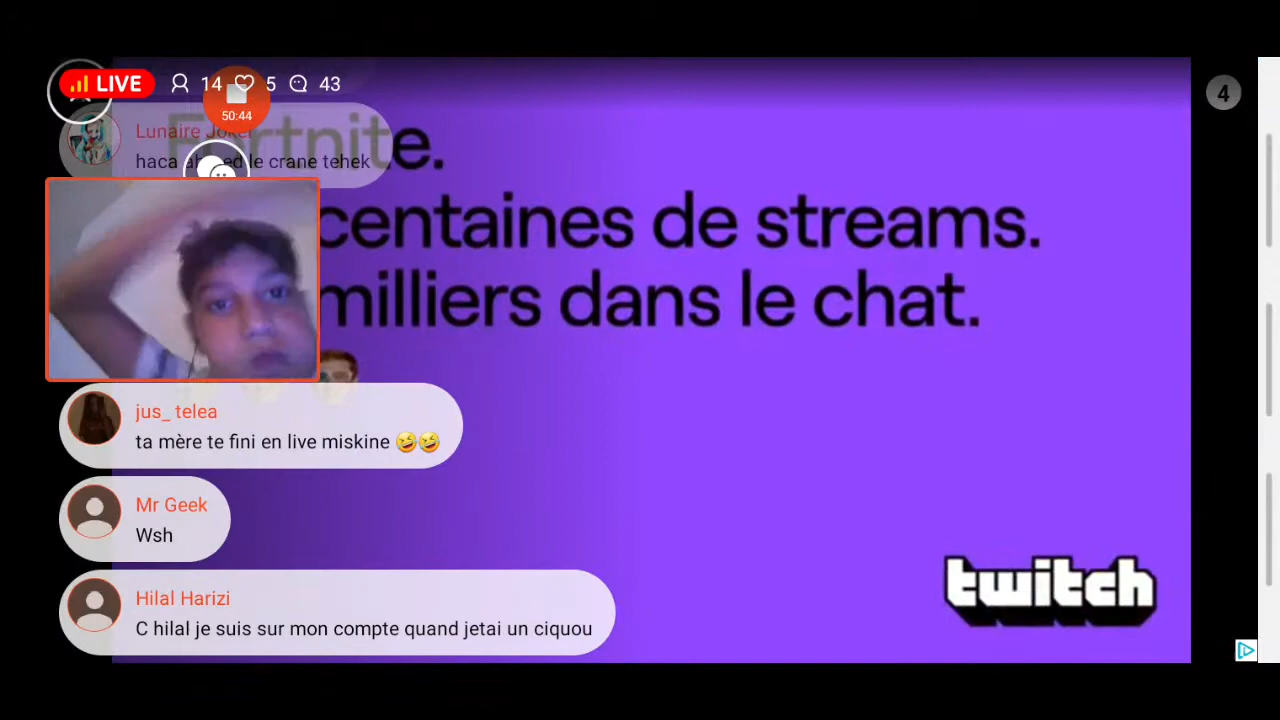 LIVE 14 5 43
50:44
4
Lunaire Joker
haca le crane tehek
Fortnite.
centaines de streams.
milliers dans le chat.
jus_ telea
ta mère te fini en live miskine 🤣🤣
Mr Geek
Wsh
Hilal Harizi
C hilal je suis sur mon compte quand jetai un ciquou
twitch